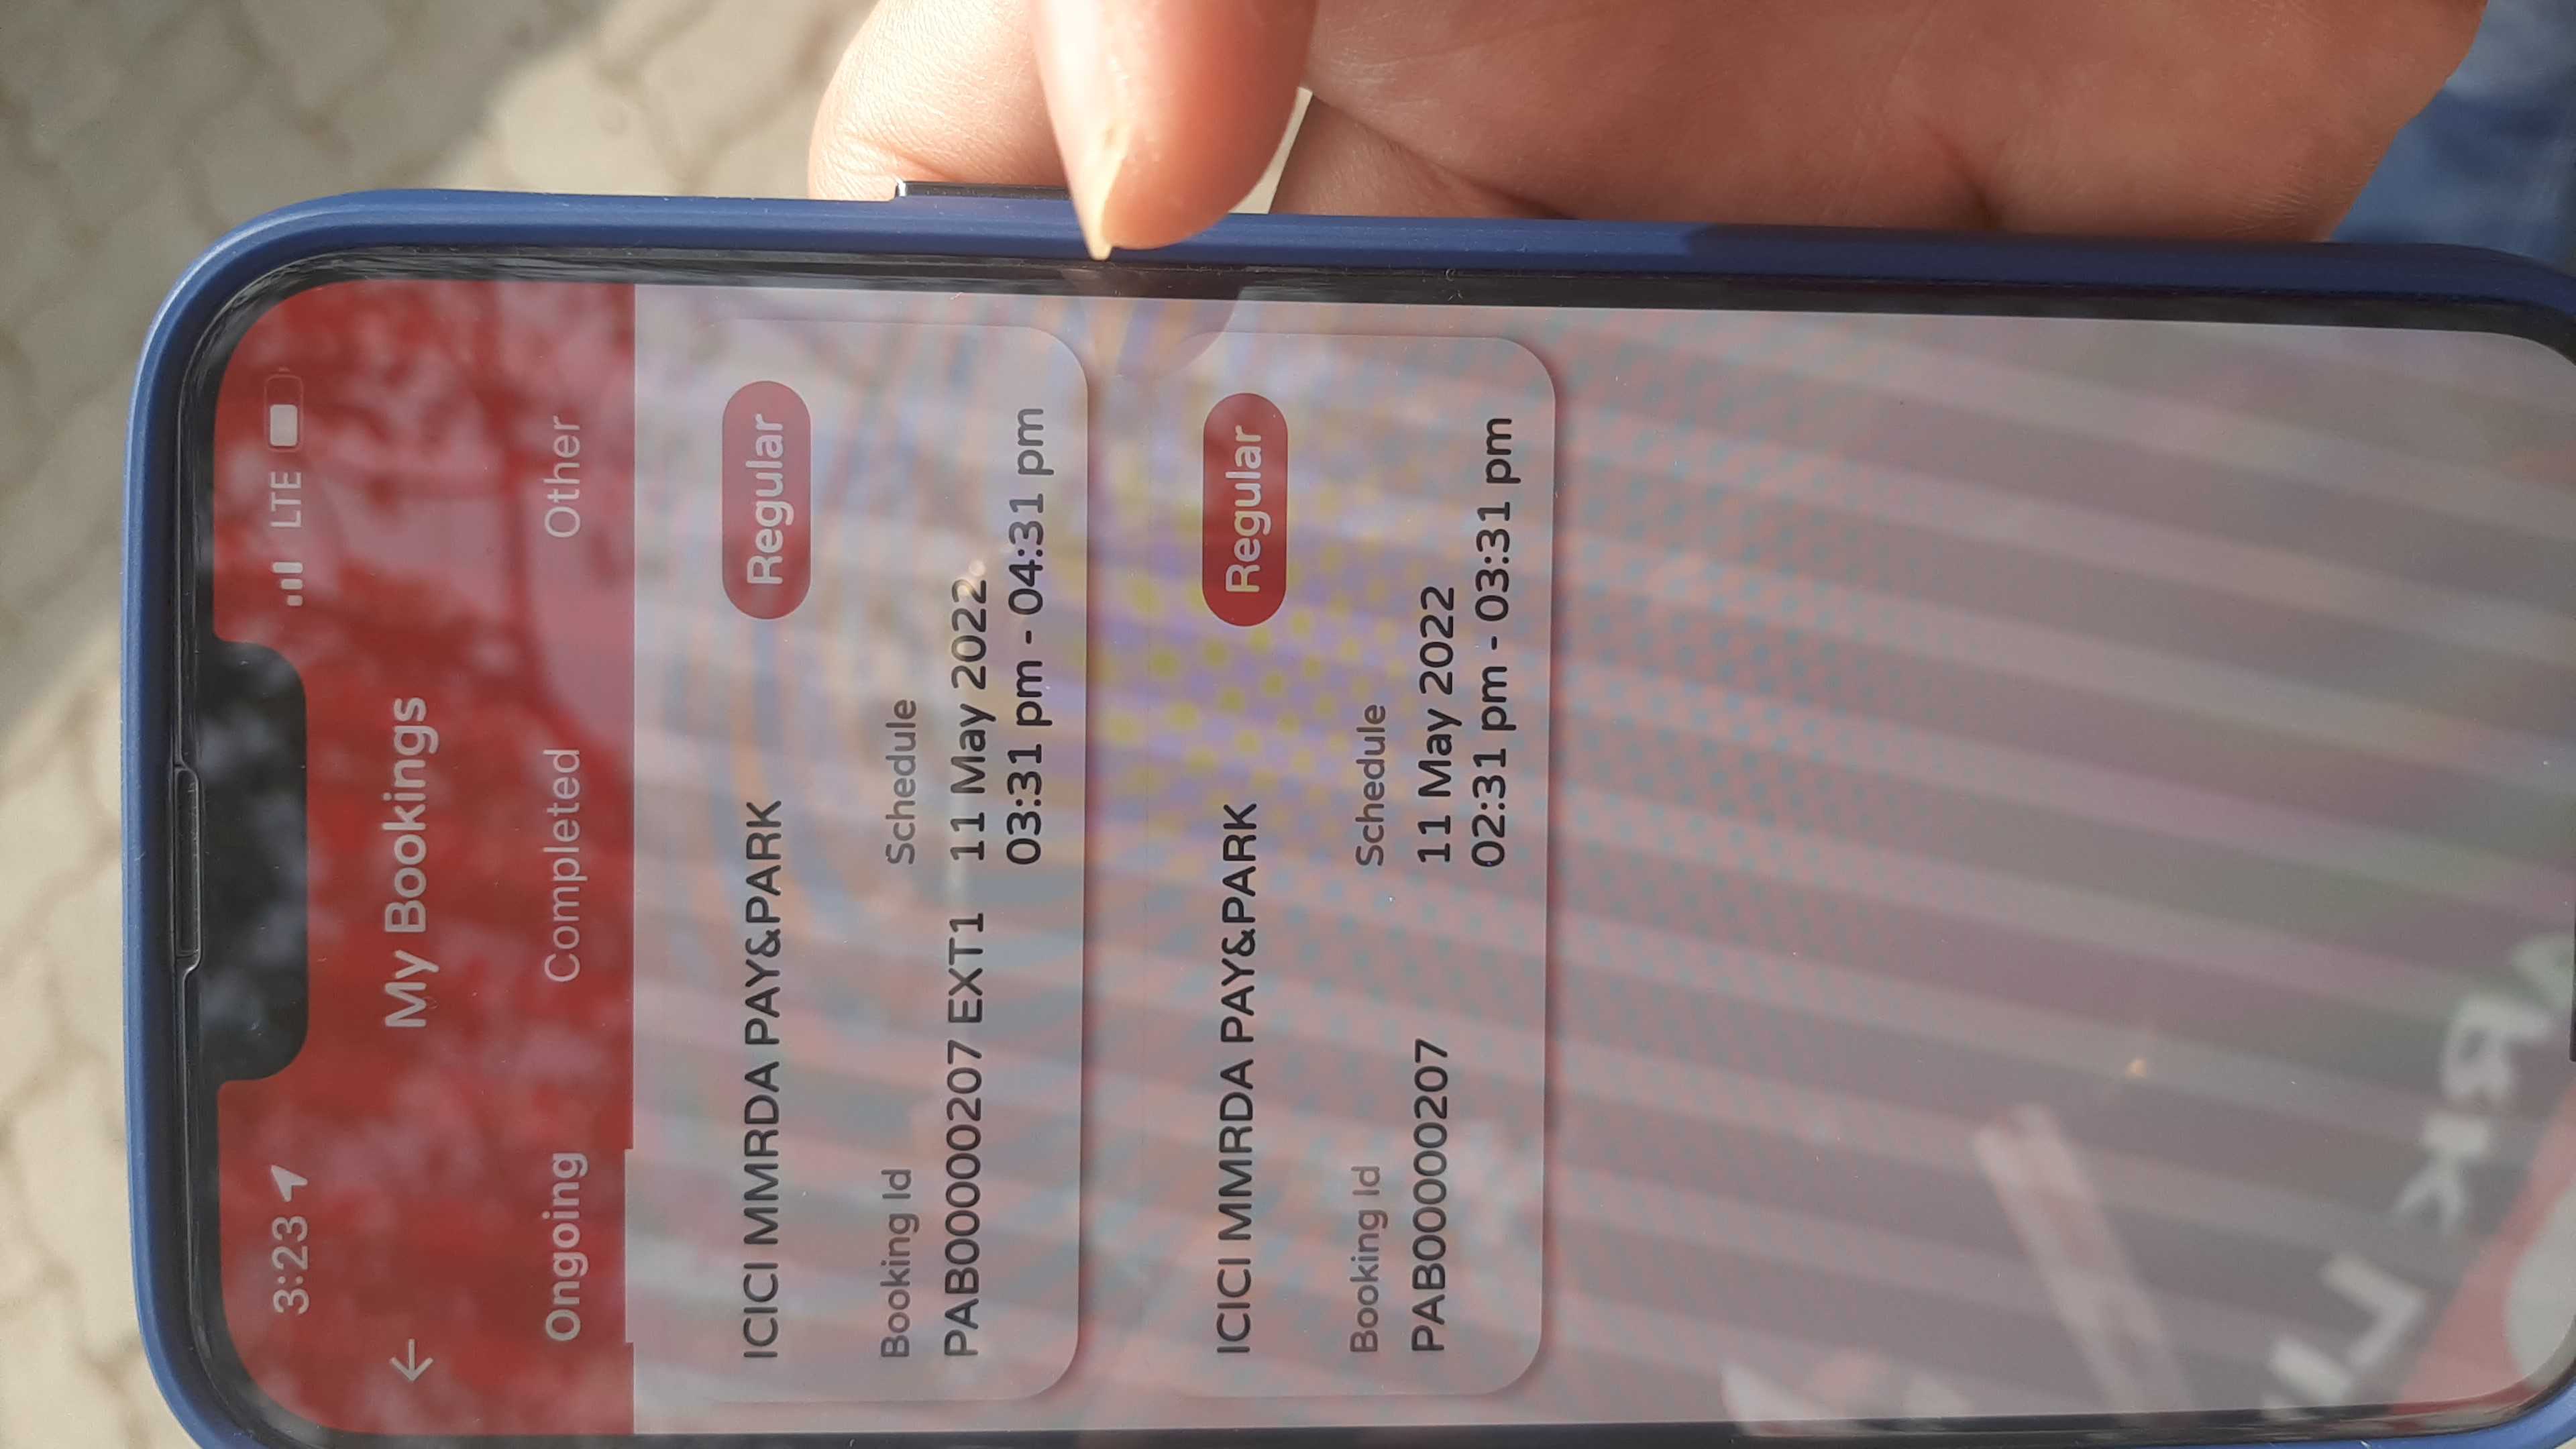 3:23
LTE
My Bookings
Ongoing Completed Other
ICICI MMRDA PAY&PARK Regular
Booking Id Schedule
PAB00000207 EXT1 11 May 2022
03:31 pm - 04:31 pm
ICICI MMRDA PAY&PARK Regular
Booking Id Schedule
PAB00000207 11 May 2022
02:31 pm - 03:31 pm